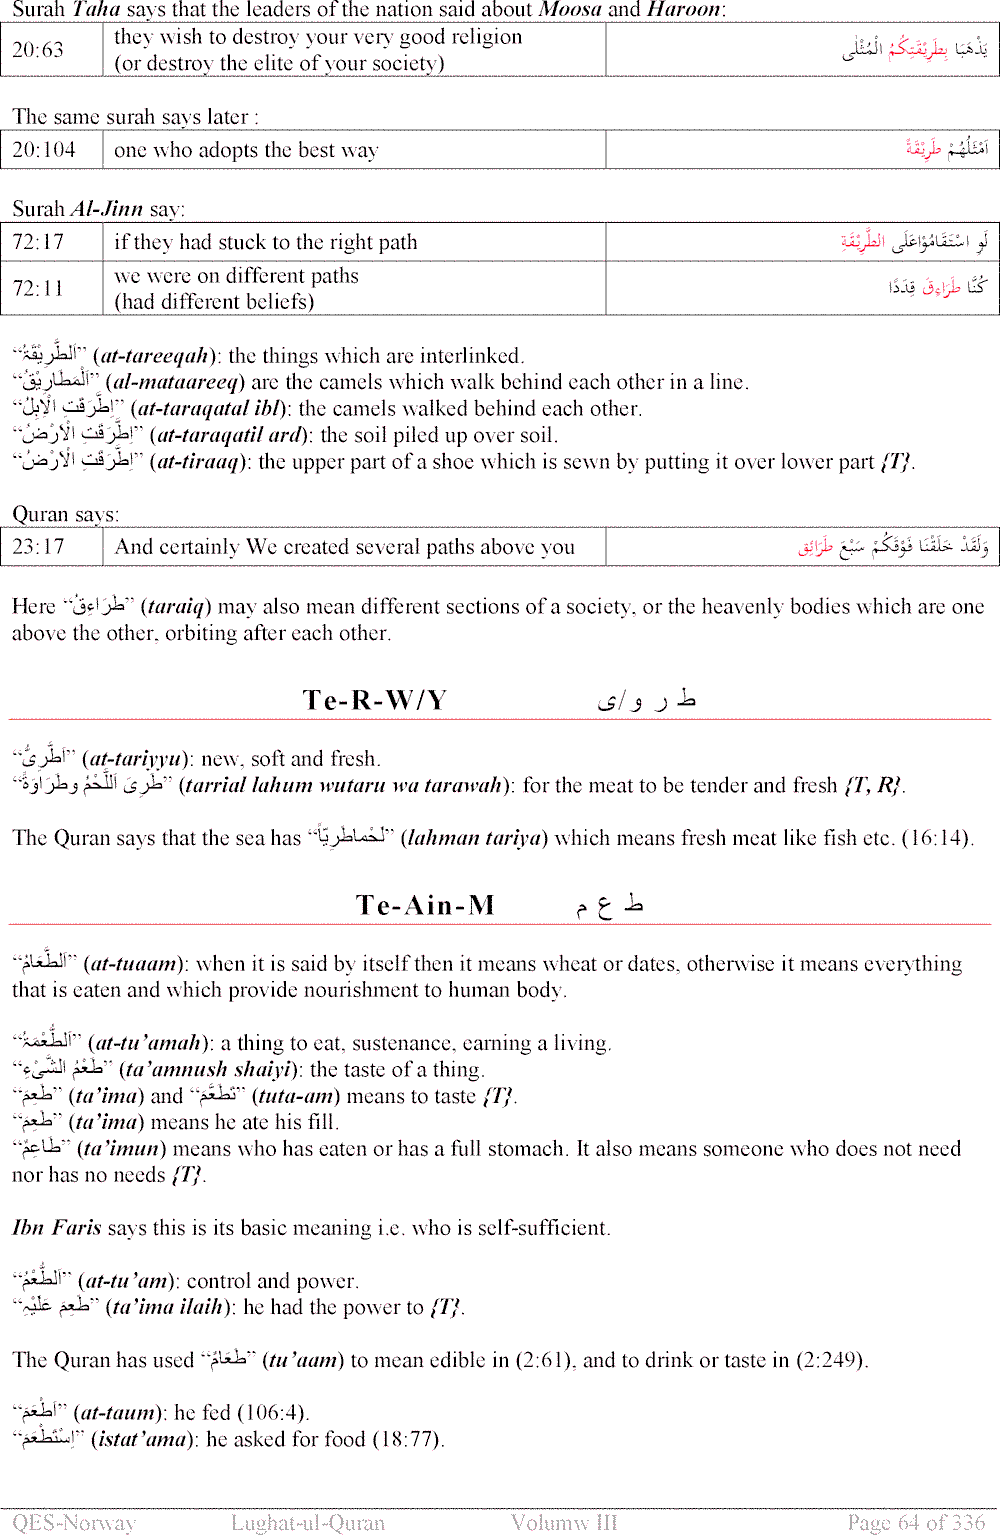 Surah Taha says that the leaders of the nation said about Moosa and Haroon:
20:63 they wish to destroy your very good religion (or destroy the elite of your society) يَذْهَبَا بِطَرِيْقَتِكُمُ الْمُثْلٰى
The same surah says later :
20:104 one who adopts the best way اَمْثَلُهُمْ طَرِيْقَةً
Surah Al-Jinn say:
72:17 if they had stuck to the right path لَوِ اسْتَقَامُوْاعَلَى الطَّرِيْقَةِ
72:11 we were on different paths (had different beliefs) كُنَّا طَرَاءِقَ قِدَدًا
“اَلطَّرِيْقَۃُ” (at-tareeqah): the things which are interlinked.
“اَلْمَطَارِيْقُ” (al-mataareeq) are the camels which walk behind each other in a line.
“اِطَّرَقَتِ الْاِبِلُ” (at-taraqatal ibl): the camels walked behind each other.
“اِطَّرَقَتِ الْاَرْضُ” (at-taraqatil ard): the soil piled up over soil.
“اِطَّرَقَتِ الْاَرْضُ” (at-tiraaq): the upper part of a shoe which is sewn by putting it over lower part {T}.
Quran says:
23:17 And certainly We created several paths above you وَلَقَدْ خَلَقْنَا فَوْقَكُمْ سَبْعَ طَرَائِق
Here “طَرَاءِقُ” (taraiq) may also mean different sections of a society, or the heavenly bodies which are one
above the other, orbiting after each other.
Te-R-W/Y ط ر و/ى
“اَطَّرِىُّ” (at-tariyyu): new, soft and fresh.
“طَرِىَ اَللَّحْمُ وطَرَاوَۃً” (tarrial lahum wutaru wa tarawah): for the meat to be tender and fresh {T, R}.
The Quran says that the sea has “لَحْماطَرِيّاً” (lahman tariya) which means fresh meat like fish etc. (16:14).
Te-Ain-M ط ع م
“اَلطَّعَامُ” (at-tuaam): when it is said by itself then it means wheat or dates, otherwise it means everything
that is eaten and which provide nourishment to human body.
“اَلطُّعْمَۃُ” (at-tu’amah): a thing to eat, sustenance, earning a living.
“طَعْمُ الشَّىْءِ” (ta’amnush shaiyi): the taste of a thing.
“طَعِمَ” (ta’ima) and “تَطَعَّمَ” (tuta-am) means to taste {T}.
“طَعِمَ” (ta’ima) means he ate his fill.
“طَاعِمٌ” (ta’imun) means who has eaten or has a full stomach. It also means someone who does not need
nor has no needs {T}.
Ibn Faris says this is its basic meaning i.e. who is self-sufficient.
“اَلطُّعْمُ” (at-tu’am): control and power.
“طَعِمَ عَلَيْہِ” (ta’ima ilaih): he had the power to {T}.
The Quran has used “طَعَامٌ” (tu’aam) to mean edible in (2:61), and to drink or taste in (2:249).
“اَطْعَمَ” (at-taum): he fed (106:4).
“اِسْتَطْعَمَ” (istat’ama): he asked for food (18:77).
QES-Norway Lughat-ul-Quran Volumw III Page 64 of 336